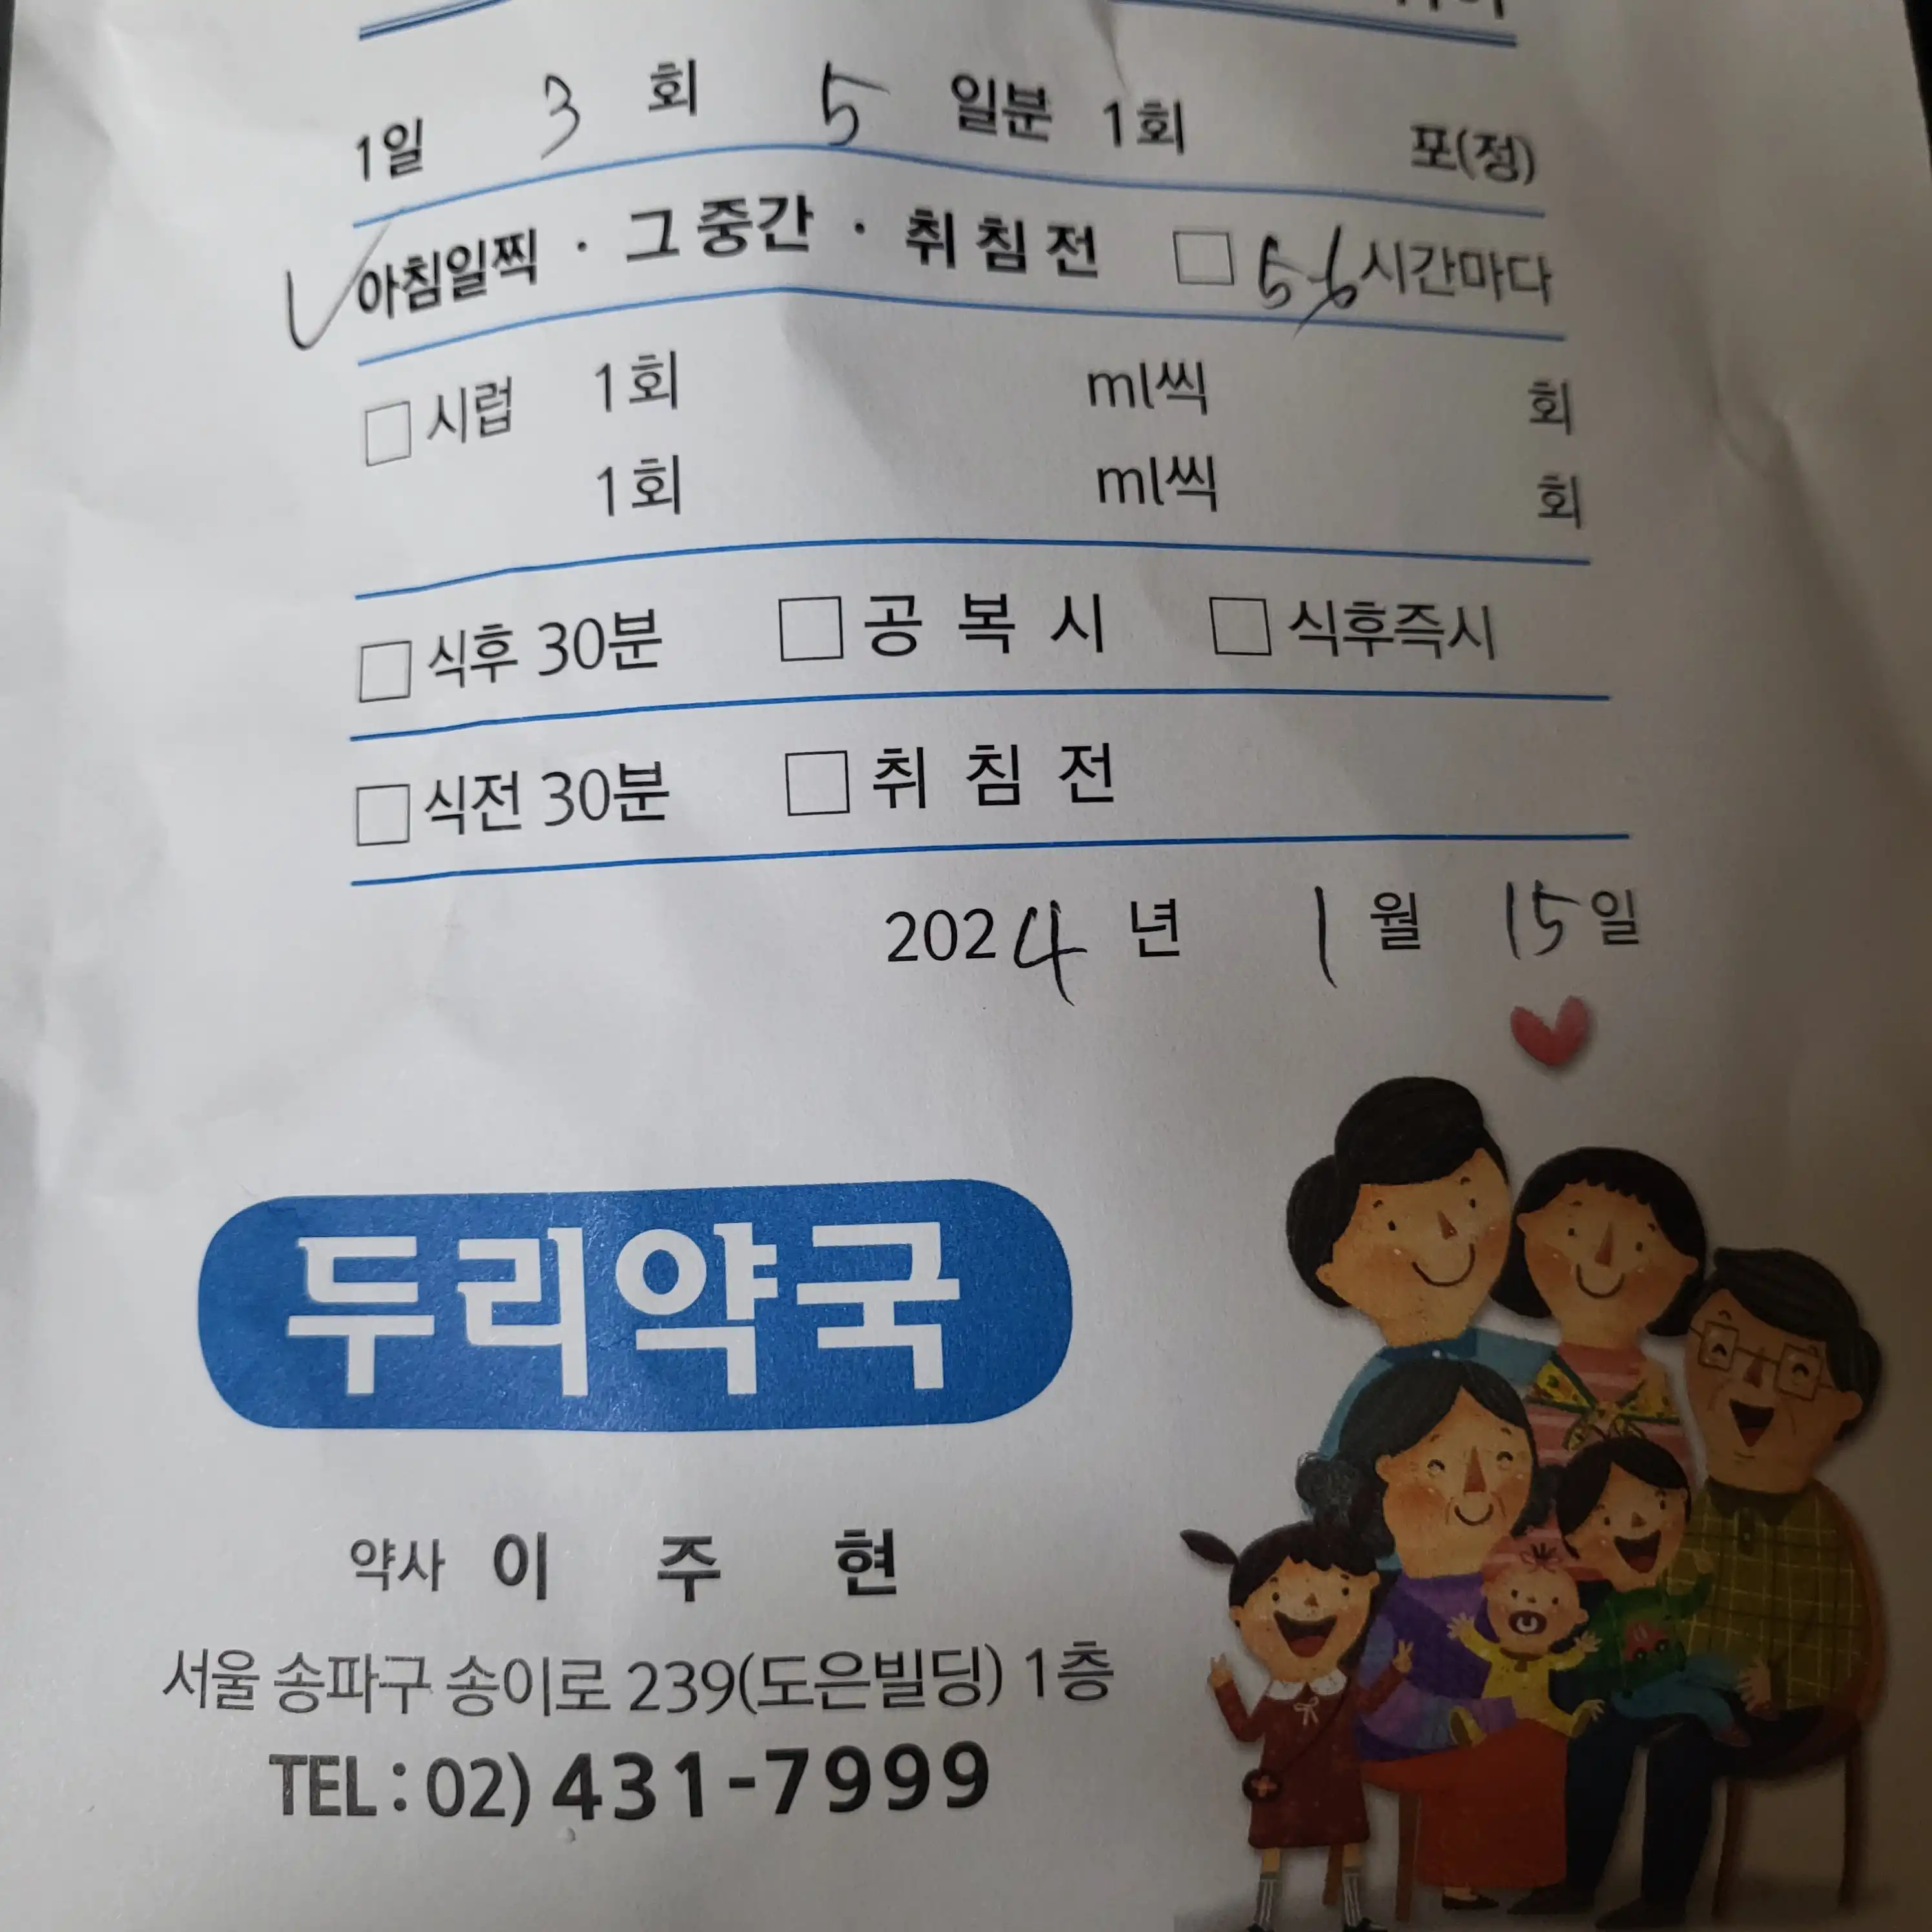 1일 3 회 5 일분 1회 포(정)
✓아침일찍 · 그중간 · 취침전 □ 5-6시간마다
□ 시럽 1회 ml씩 회
1회 ml씩 회
□ 식후 30분 □ 공 복 시 □ 식후즉시
□ 식전 30분 □ 취 침 전
2024 년 1 월 15일
두리약국
약사 이 주 현
서울 송파구 송이로 239(도은빌딩) 1층
TEL : 02) 431-7999